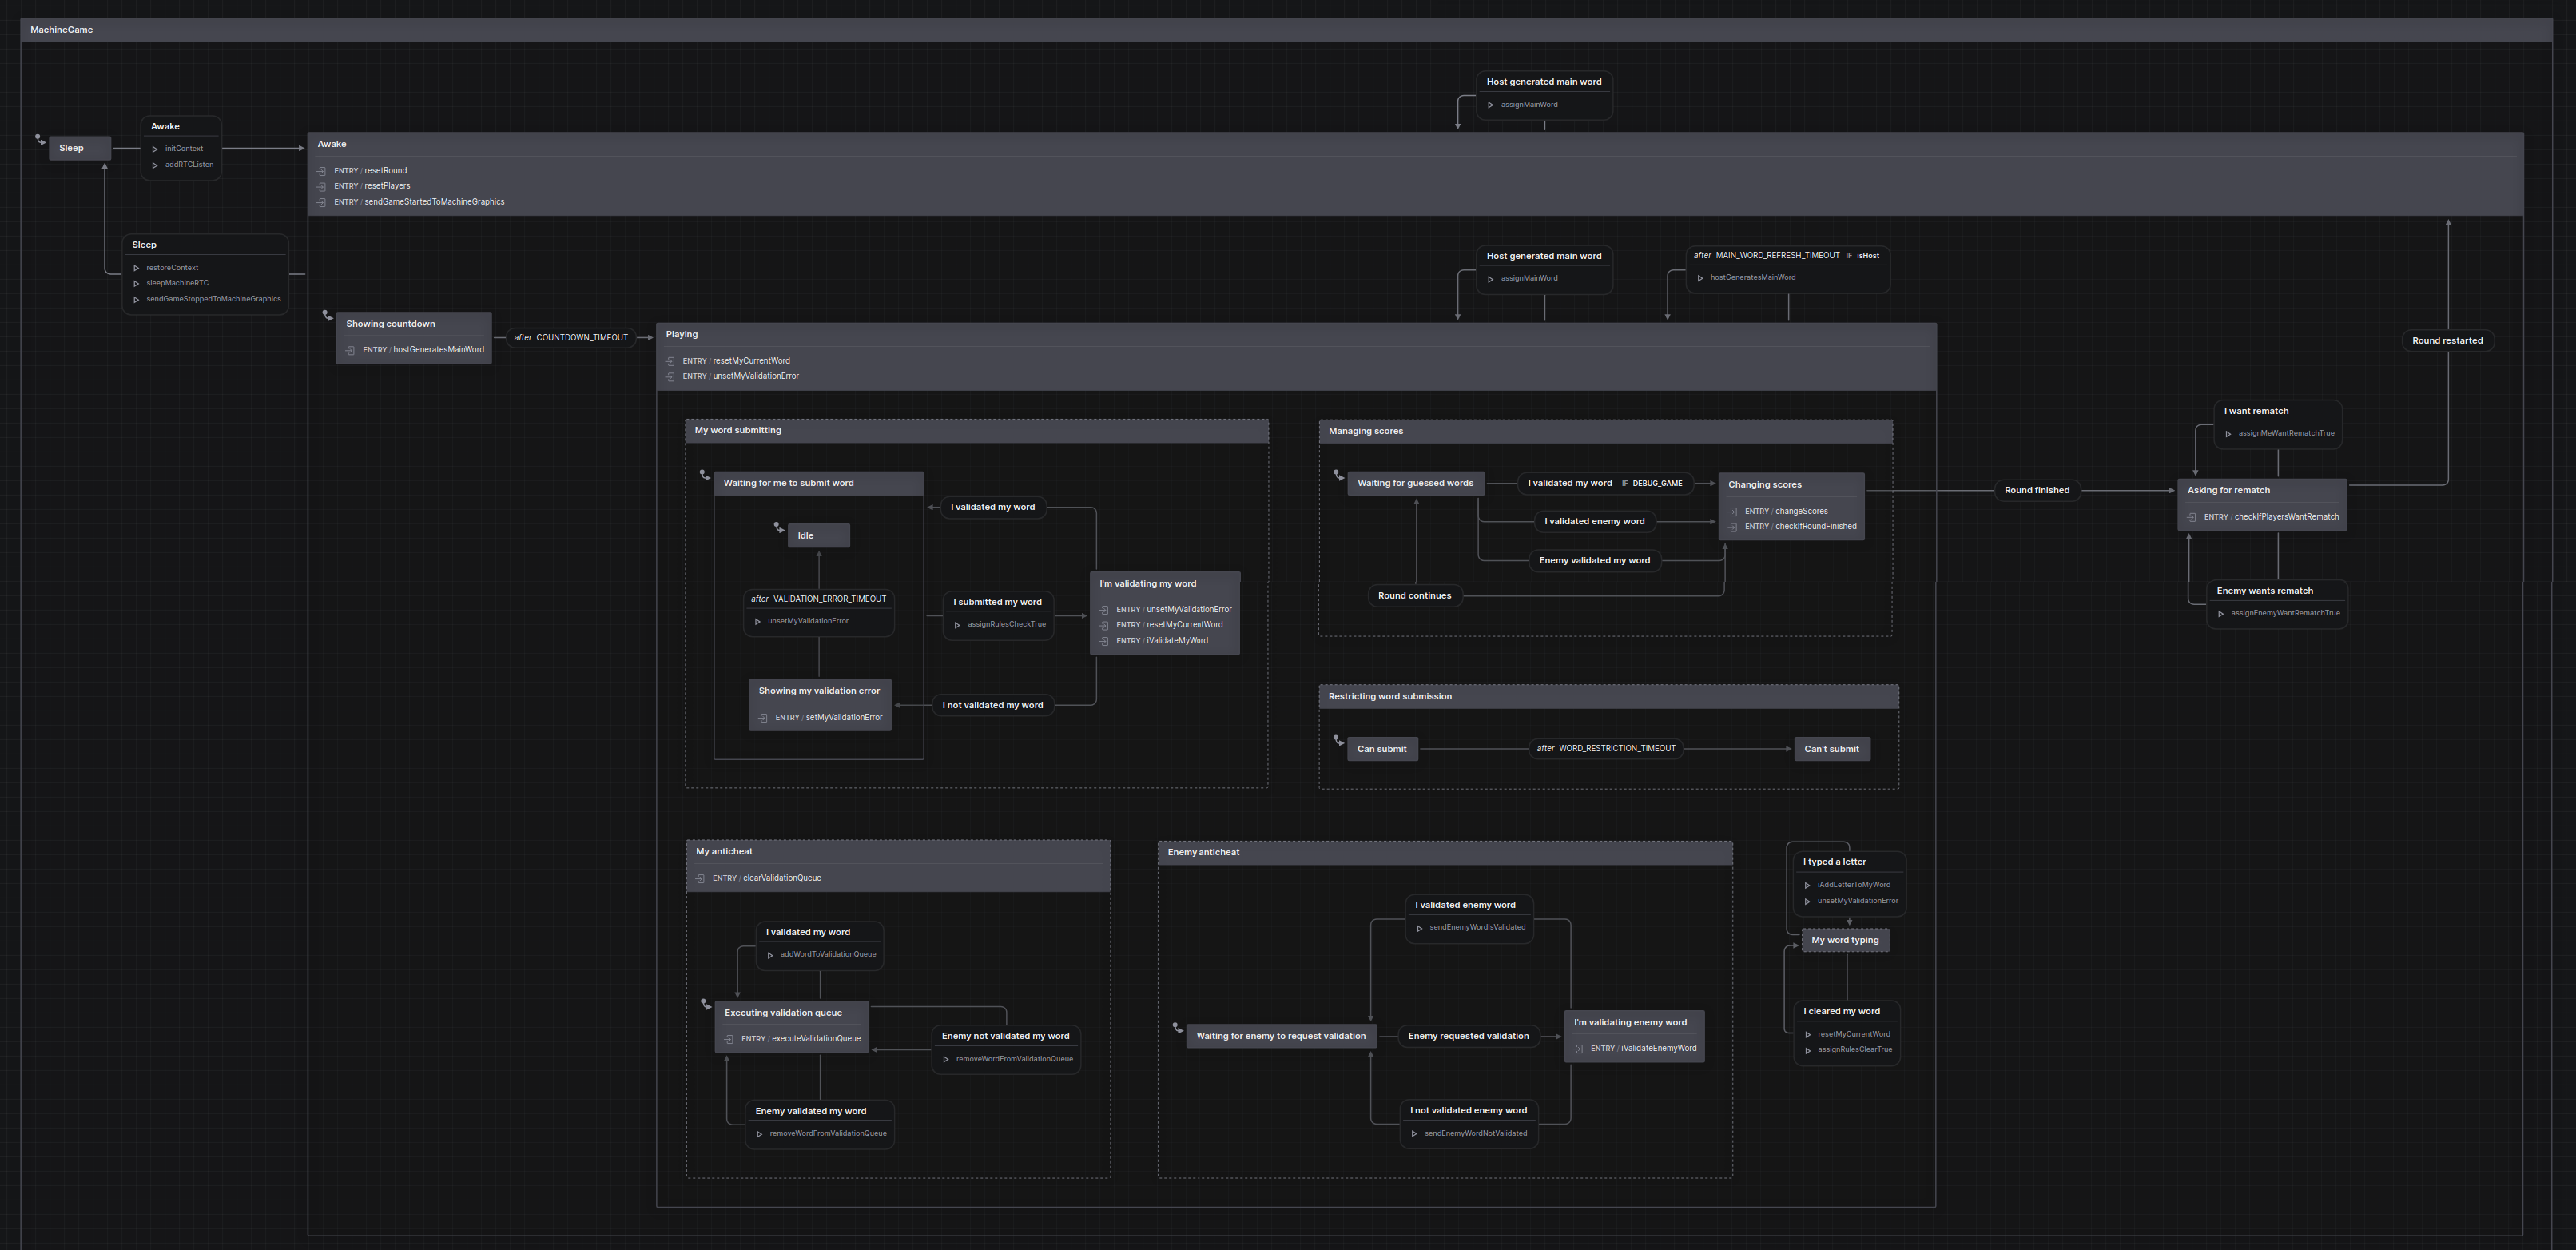 MachineGame
Host generated main word
assignMainWord
Sleep
Awake
initContext
addRTCListen
Awake
ENTRY / resetRound
ENTRY / resetPlayers
ENTRY / sendGameStartedToMachineGraphics
Sleep
restoreContext
sleepMachineRTC
sendGameStoppedToMachineGraphics
Host generated main word
assignMainWord
after MAIN_WORD_REFRESH_TIMEOUT IF isHost
hostGeneratesMainWord
Showing countdown
ENTRY / hostGeneratesMainWord
after COUNTDOWN_TIMEOUT
Playing
ENTRY / resetMyCurrentWord
ENTRY / unsetMyValidationError
My word submitting
Waiting for me to submit word
Idle
after VALIDATION_ERROR_TIMEOUT
unsetMyValidationError
Showing my validation error
ENTRY / setMyValidationError
I validated my word
I submitted my word
assignRulesCheckTrue
I not validated my word
I'm validating my word
ENTRY / unsetMyValidationError
ENTRY / resetMyCurrentWord
ENTRY / iValidateMyWord
Managing scores
Waiting for guessed words
I validated my word IF DEBUG_GAME
I validated enemy word
Enemy validated my word
Round continues
Changing scores
ENTRY / changeScores
ENTRY / checkIfRoundFinished
Round finished
Asking for rematch
ENTRY / checkIfPlayersWantRematch
I want rematch
assignMeWantRematchTrue
Enemy wants rematch
assignEnemyWantRematchTrue
Round restarted
Restricting word submission
Can submit
after WORD_RESTRICTION_TIMEOUT
Can't submit
My anticheat
ENTRY / clearValidationQueue
I validated my word
addWordToValidationQueue
Executing validation queue
ENTRY / executeValidationQueue
Enemy not validated my word
removeWordFromValidationQueue
Enemy validated my word
removeWordFromValidationQueue
Enemy anticheat
I validated enemy word
sendEnemyWordIsValidated
Waiting for enemy to request validation
Enemy requested validation
I'm validating enemy word
ENTRY / iValidateEnemyWord
I not validated enemy word
sendEnemyWordNotValidated
I typed a letter
iAddLetterToMyWord
unsetMyValidationError
My word typing
I cleared my word
resetMyCurrentWord
assignRulesClearTrue